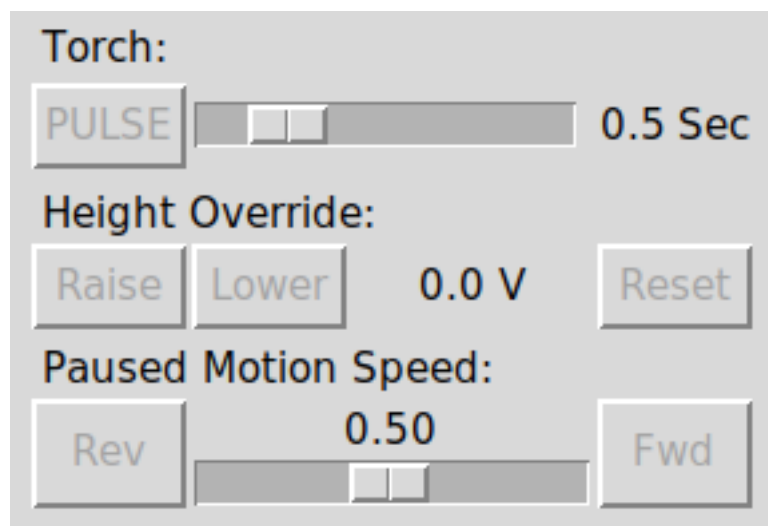 Torch:
PULSE 0.5 Sec
Height Override:
Raise Lower 0.0 V Reset
Paused Motion Speed:
0.50
Rev Fwd